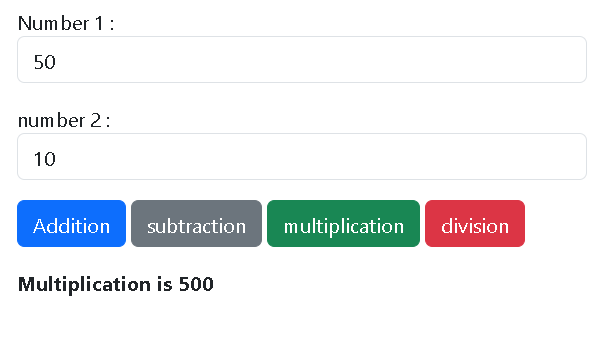 Number 1 :
50
number 2 :
10
Addition subtraction multiplication division
Multiplication is 500